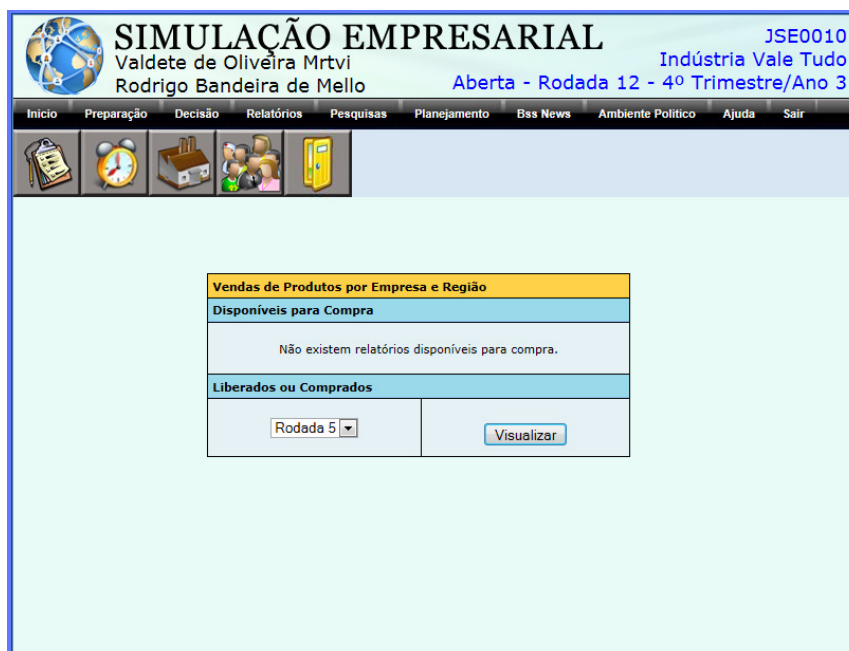 SIMULAÇÃO EMPRESARIAL
Valdete de Oliveira Mrtvi
Rodrigo Bandeira de Mello
JSE0010
Indústria Vale Tudo
Aberta - Rodada 12 - 4º Trimestre/Ano 3
Inicio Preparação Decisão Relatórios Pesquisas Planejamento Bss News Ambiente Politico Ajuda Sair
Vendas de Produtos por Empresa e Região
Disponíveis para Compra
Não existem relatórios disponíveis para compra.
Liberados ou Comprados
Rodada 5 Visualizar